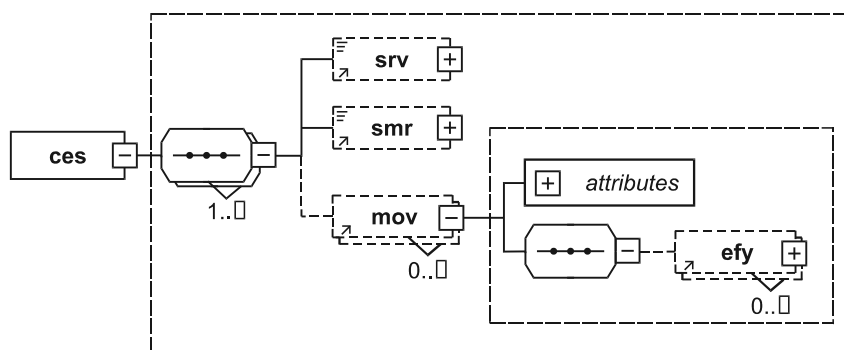 srv
smr
ces
1..▯
attributes
mov
0..▯
efy
0..▯